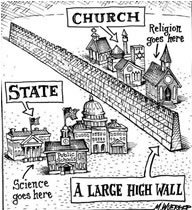 CHURCH
Religion
goes here
STATE
Science
goes here
A LARGE HIGH WALL
M. WUERKER